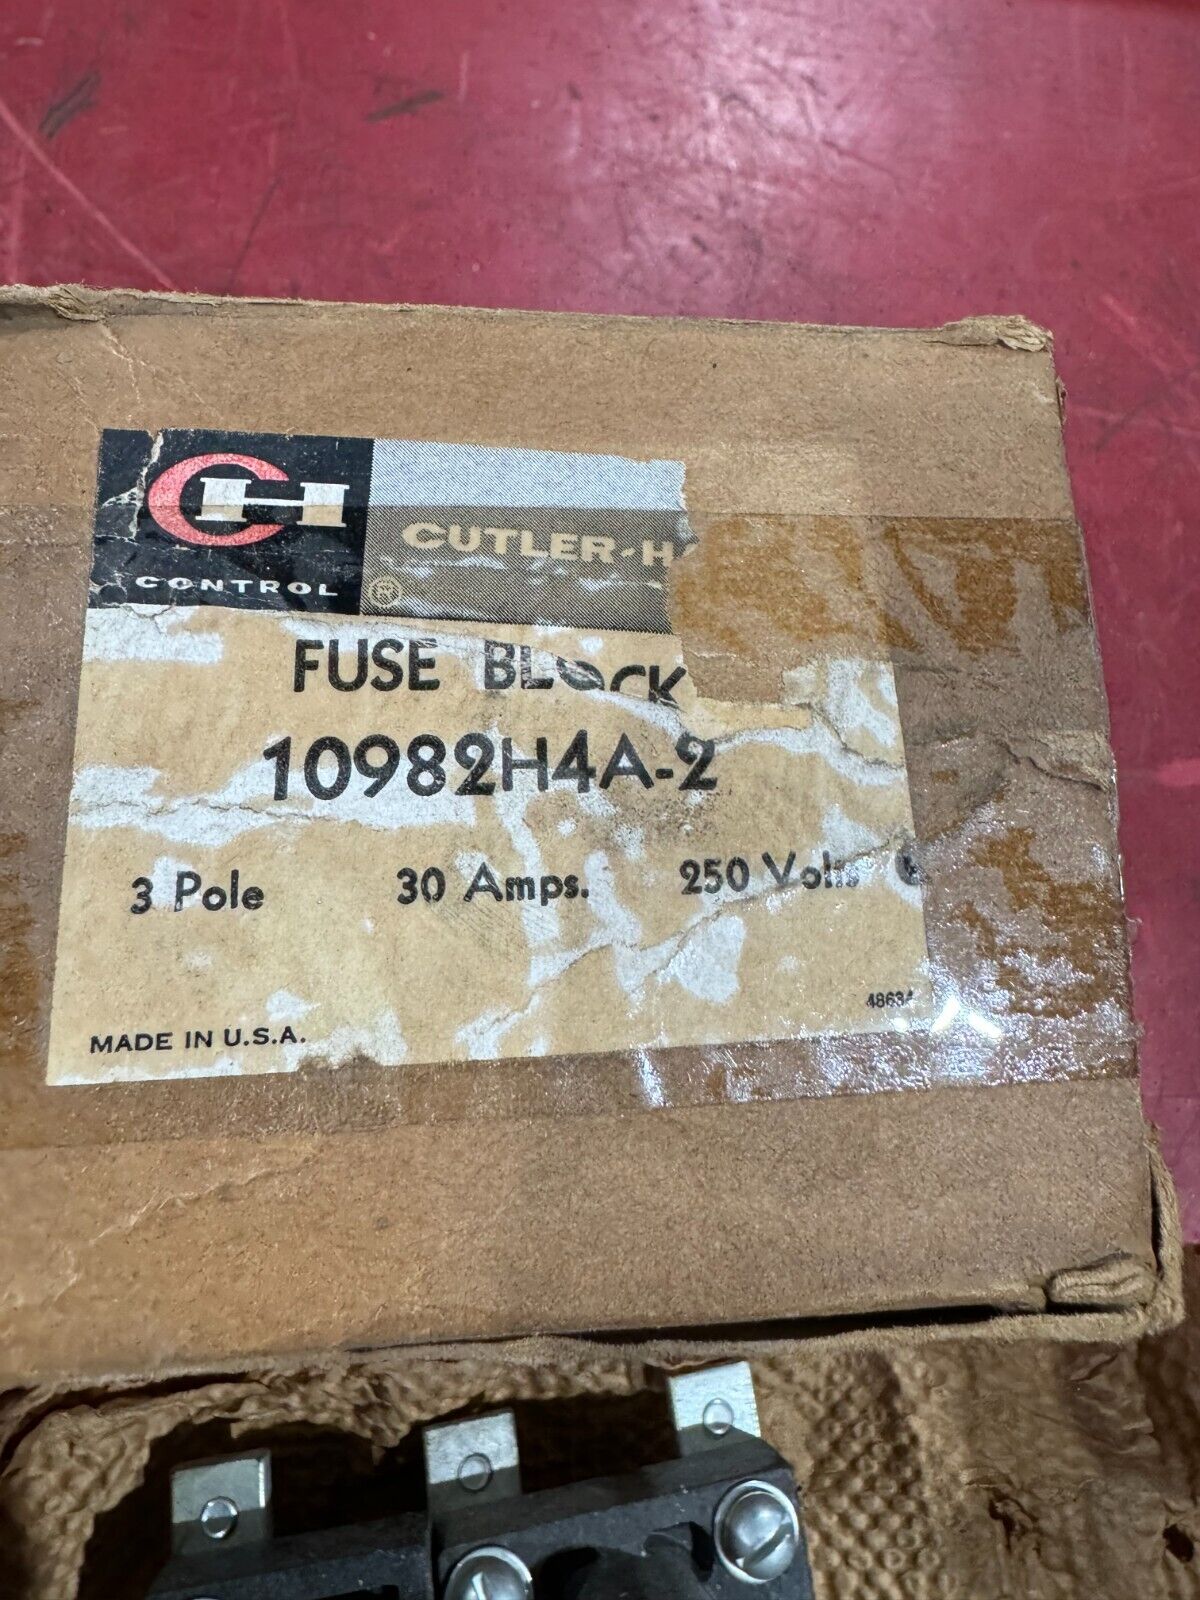 CH
CONTROL
CUTLER-H
®
FUSE BLOCK
10982H4A-2
3 Pole 30 Amps. 250 Volts
48634
MADE IN U.S.A.